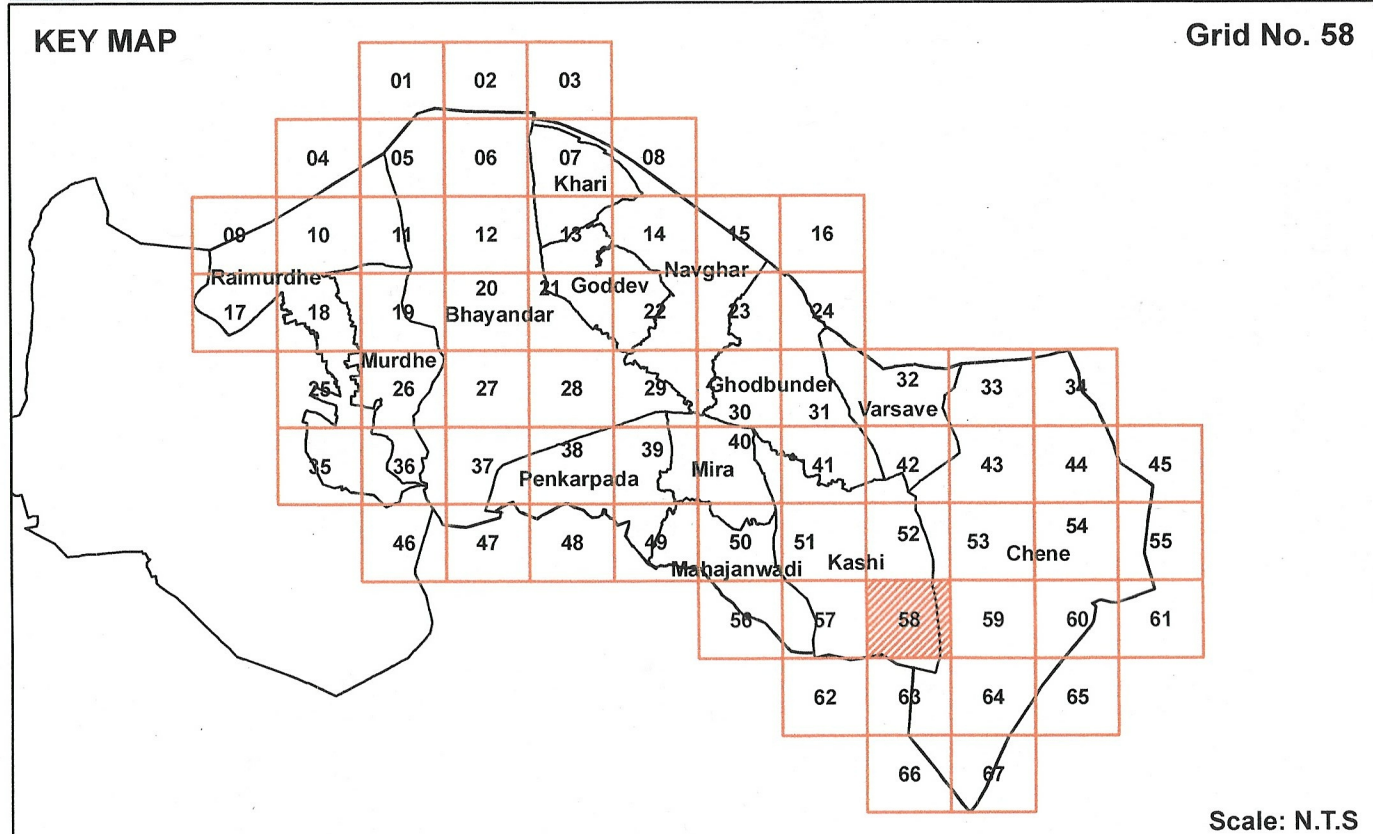 KEY MAP
Grid No. 58
01 02 03
04 05 06 07 08
Khari
09 10 11 12 13 14 15 16
Raimurdhe
Navghar
Goddev
17 18 19 20 21 22 23 24
Bhayandar
Murdhe
25 26 27 28 29 30 31 32 33 34
Ghodbunder
Varsave
35 36 37 38 39 40 41 42 43 44 45
Penkarpada
Mira
46 47 48 49 50 51 52 53 54 55
Kashi
Chene
Mahajanwadi
56 57 58 59 60 61
62 63 64 65
66 67
Scale: N.T.S